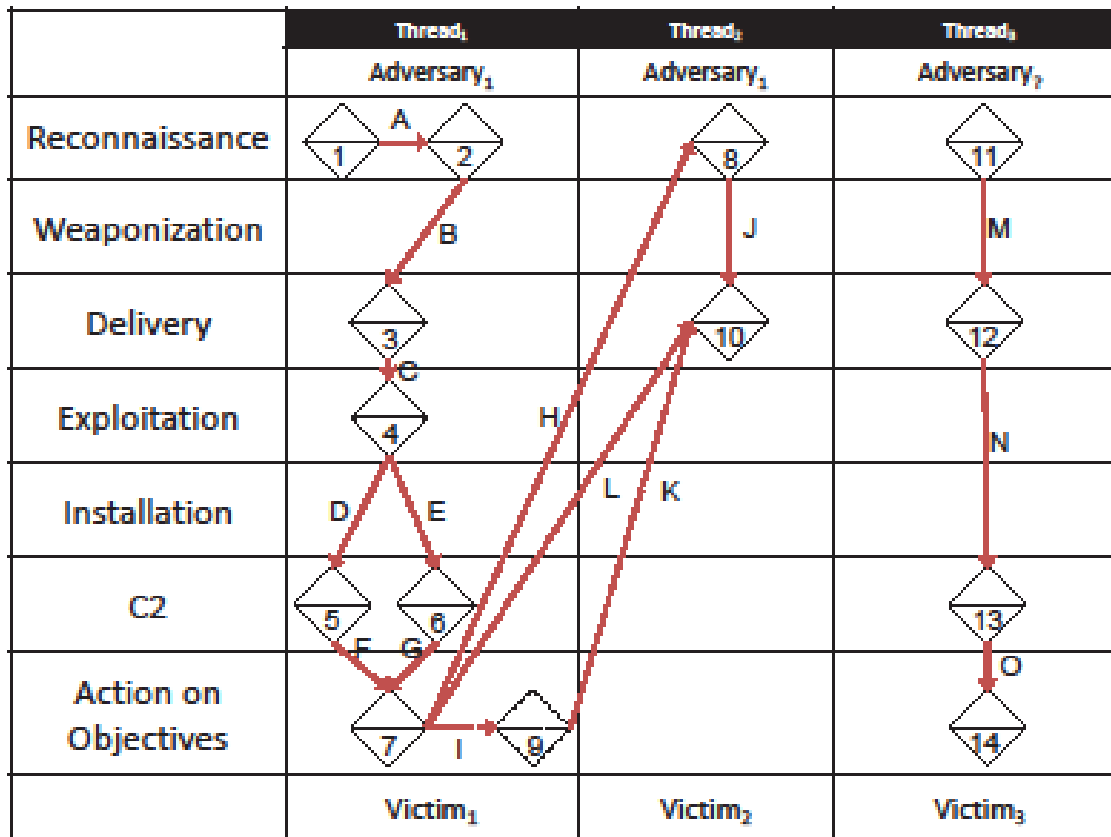 Thread₁ Thread₂ Thread₃
Adversary₁ Adversary₁ Adversary₂
Reconnaissance 1 A 2 8 11
Weaponization B J M
Delivery 3 10 12
C
Exploitation 4 H N
Installation D E L K
C2 5 6 13
F G O
Action on
Objectives 7 I 9 14
Victim₁ Victim₂ Victim₃